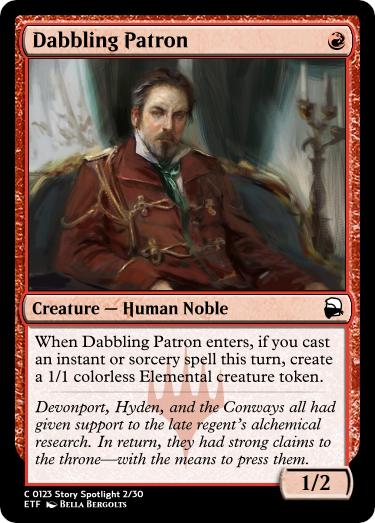 Dabbling Patron
Creature — Human Noble
When Dabbling Patron enters, if you cast
an instant or sorcery spell this turn, create
a 1/1 colorless Elemental creature token.
Devonport, Hyden, and the Conways all had
given support to the late regent's alchemical
research. In return, they had strong claims to
the throne—with the means to press them.
1/2
C 0123 Story Spotlight 2/30
ETF Bella Bergolts